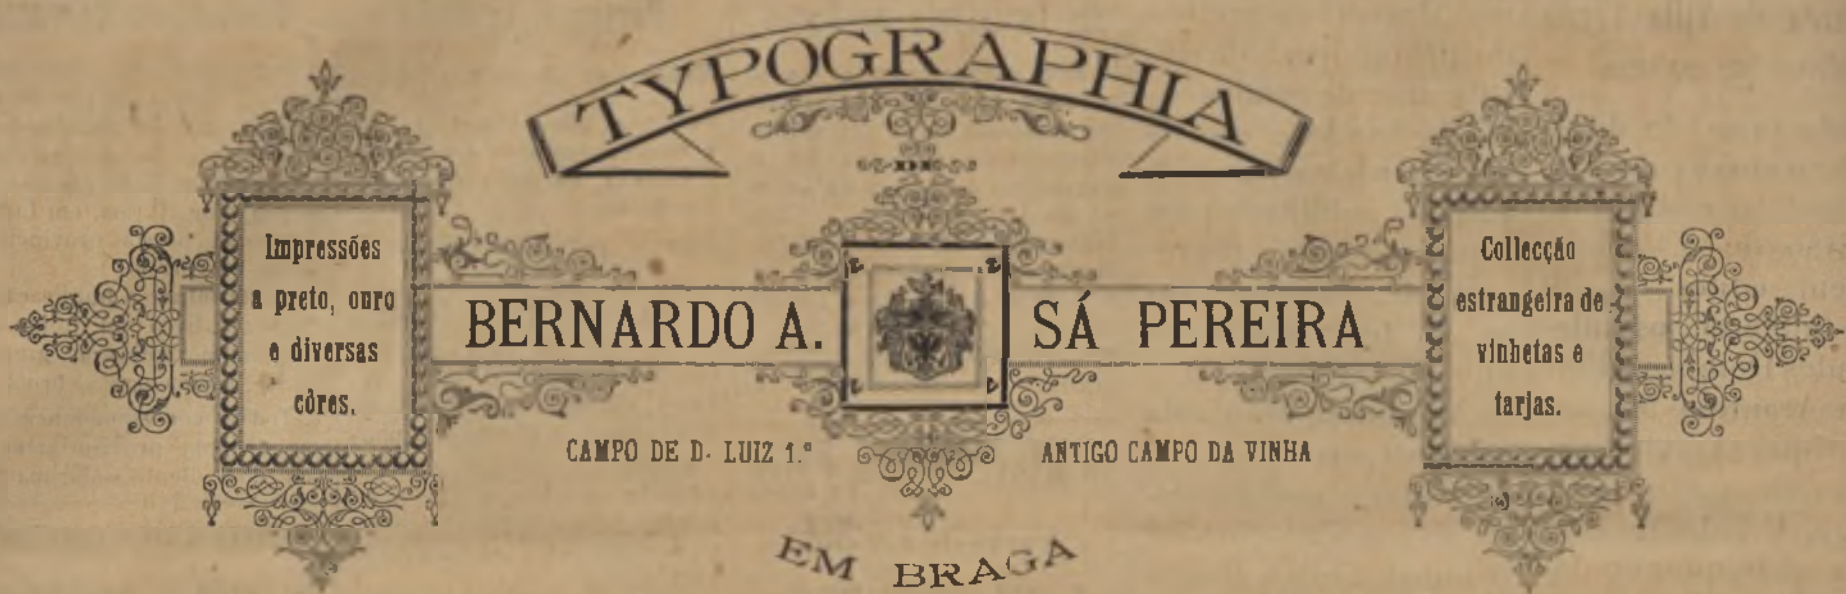 TYPOGRAPHIA
Impressões
a preto, ouro
e diversas
côres.
BERNARDO A. SÁ PEREIRA
Collecção
estrangeira de
vinhetas e
tarjas.
CAMPO DE D. LUIZ 1.º
ANTIGO CAMPO DA VINHA
EM BRAGA